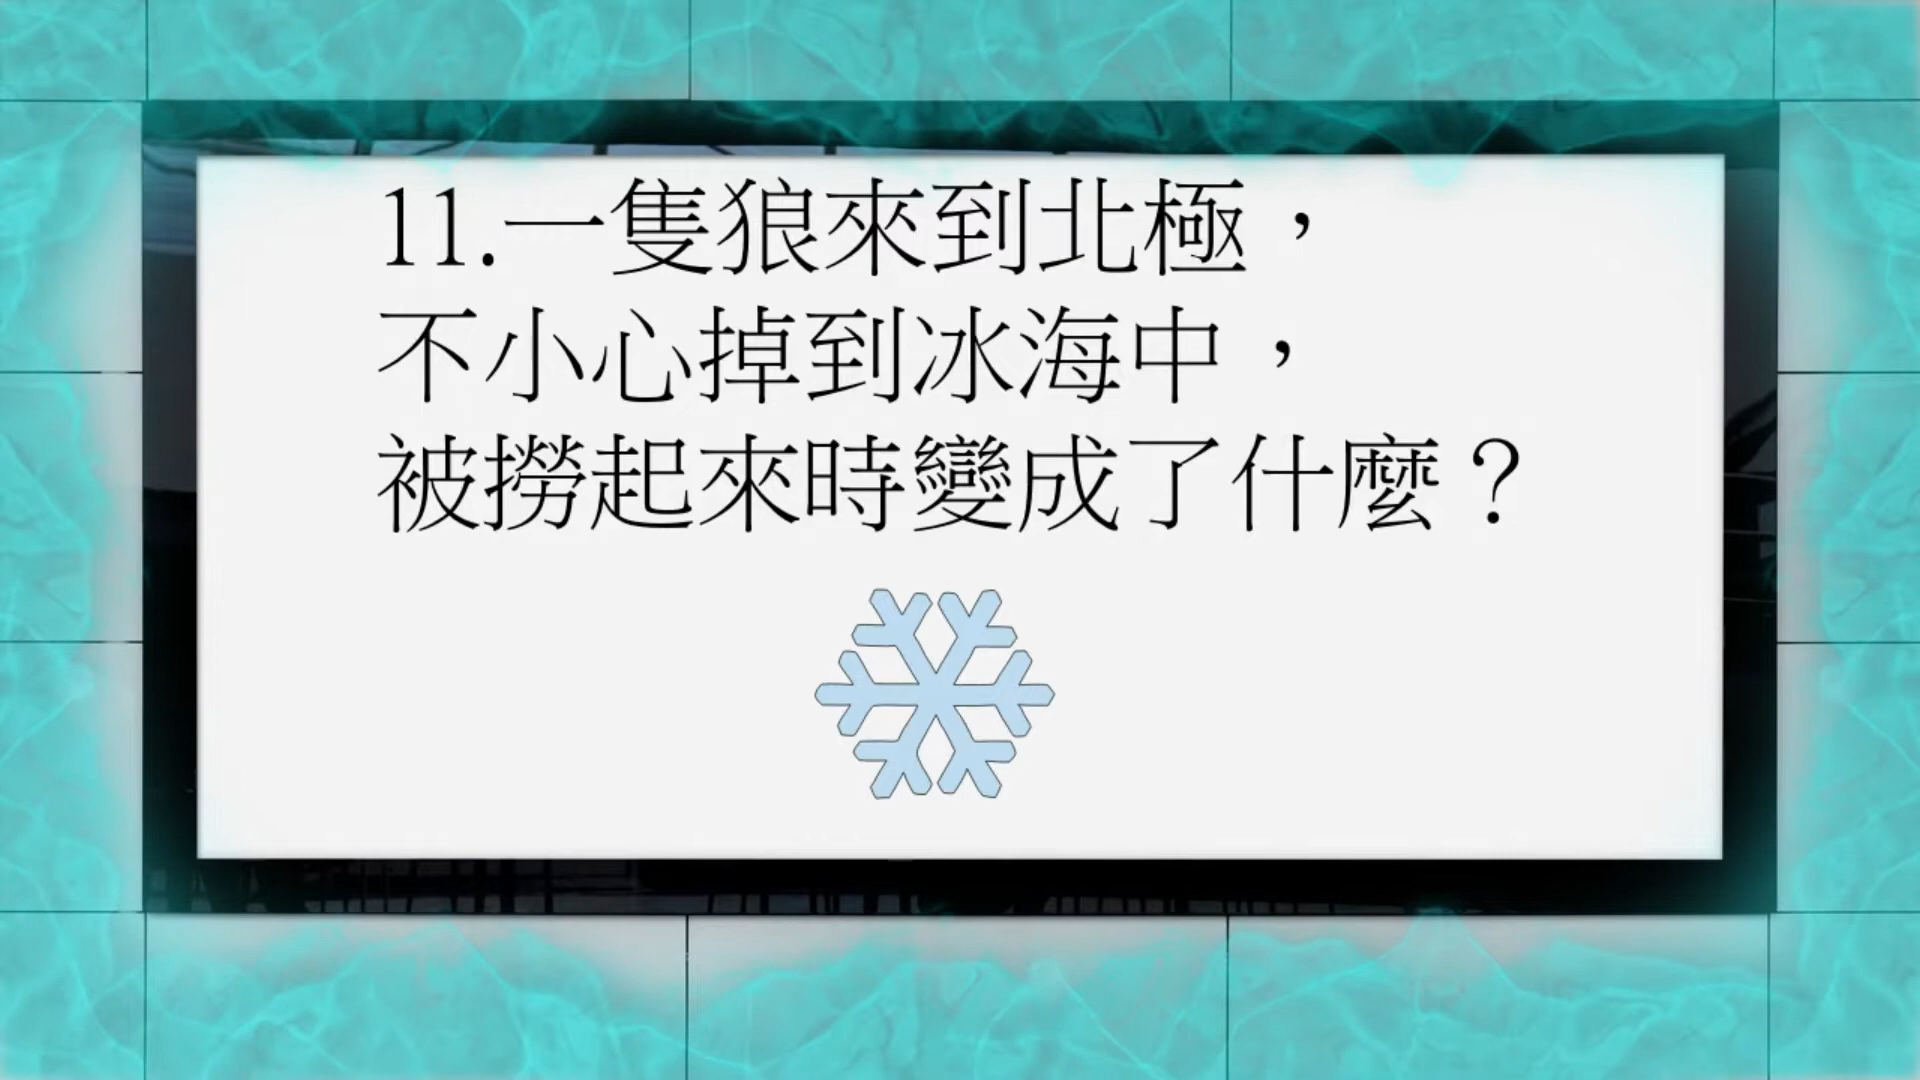 11.一隻狼來到北極，
不小心掉到冰海中，
被撈起來時變成了什麼？